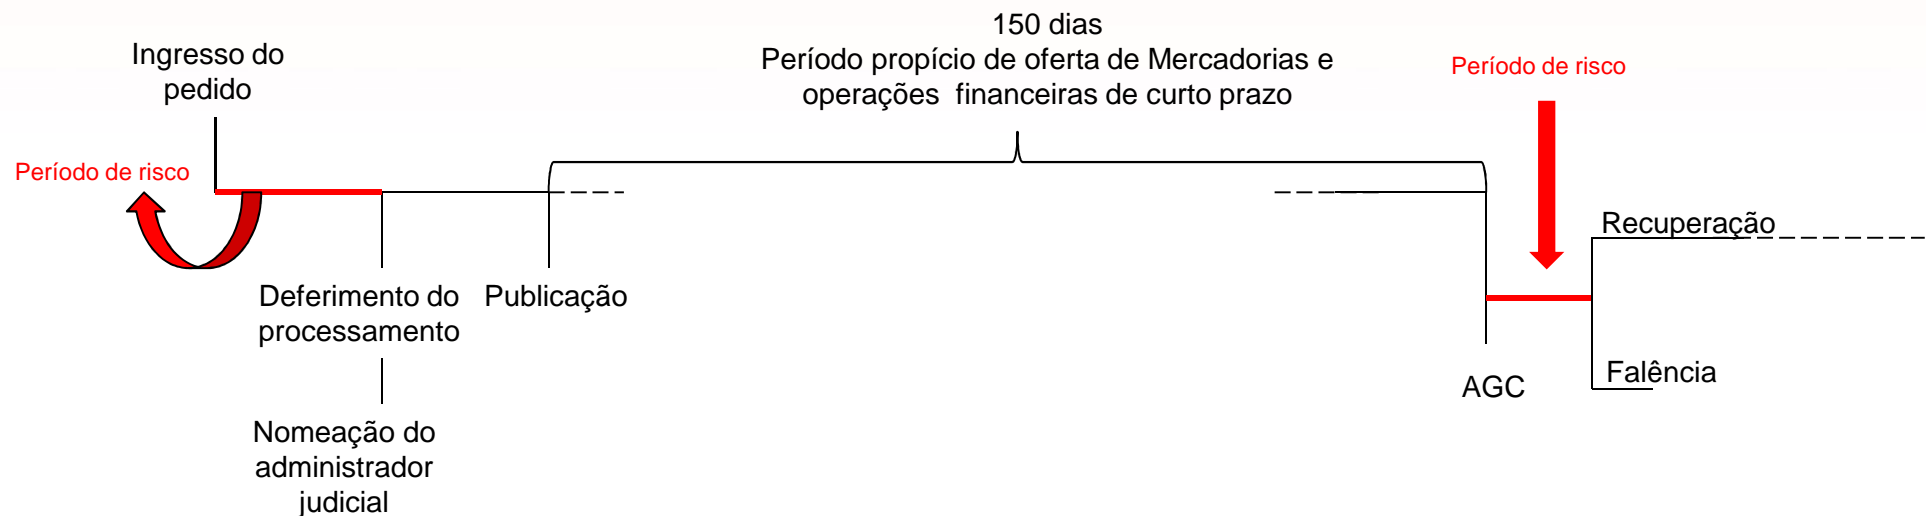 150 dias
Período propício de oferta de Mercadorias e
operações financeiras de curto prazo
Ingresso do
pedido
Período de risco
Período de risco
Recuperação
Deferimento do
processamento
Publicação
Falência
AGC
Nomeação do
administrador
judicial